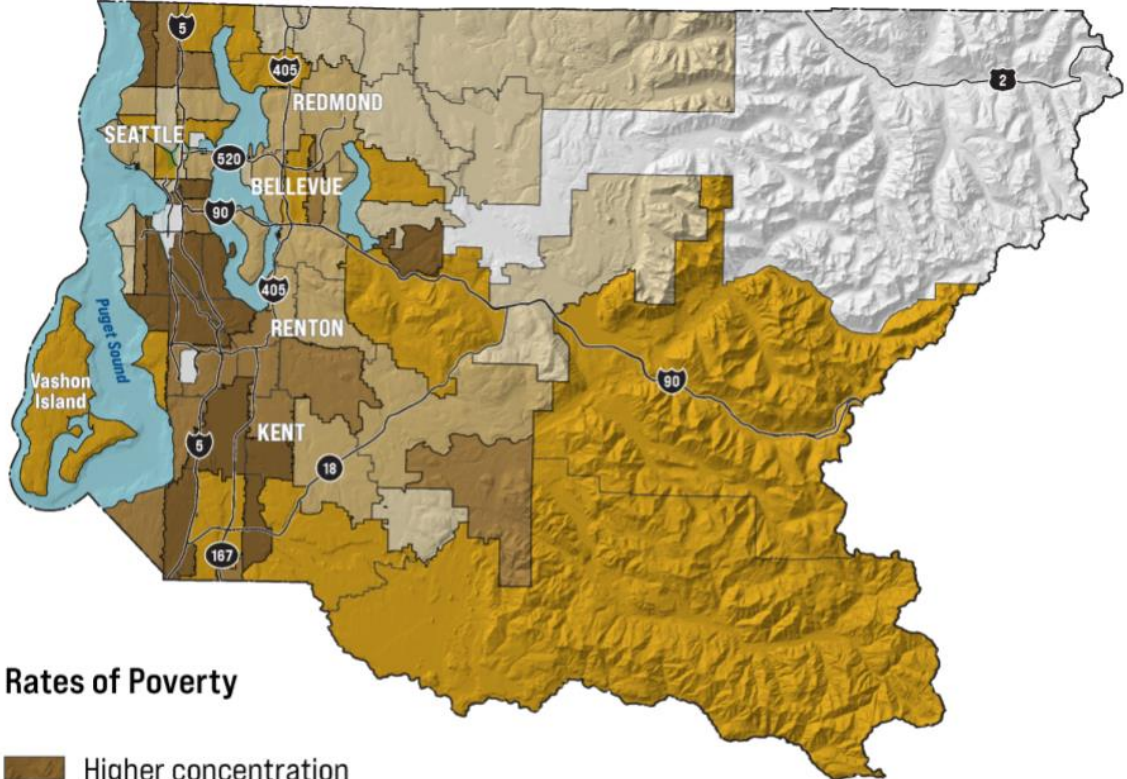 5
405
2
REDMOND
SEATTLE
520
BELLEVUE
90
405
Puget Sound
RENTON
Vashon
Island
90
KENT
5
18
167
Rates of Poverty
Higher concentration